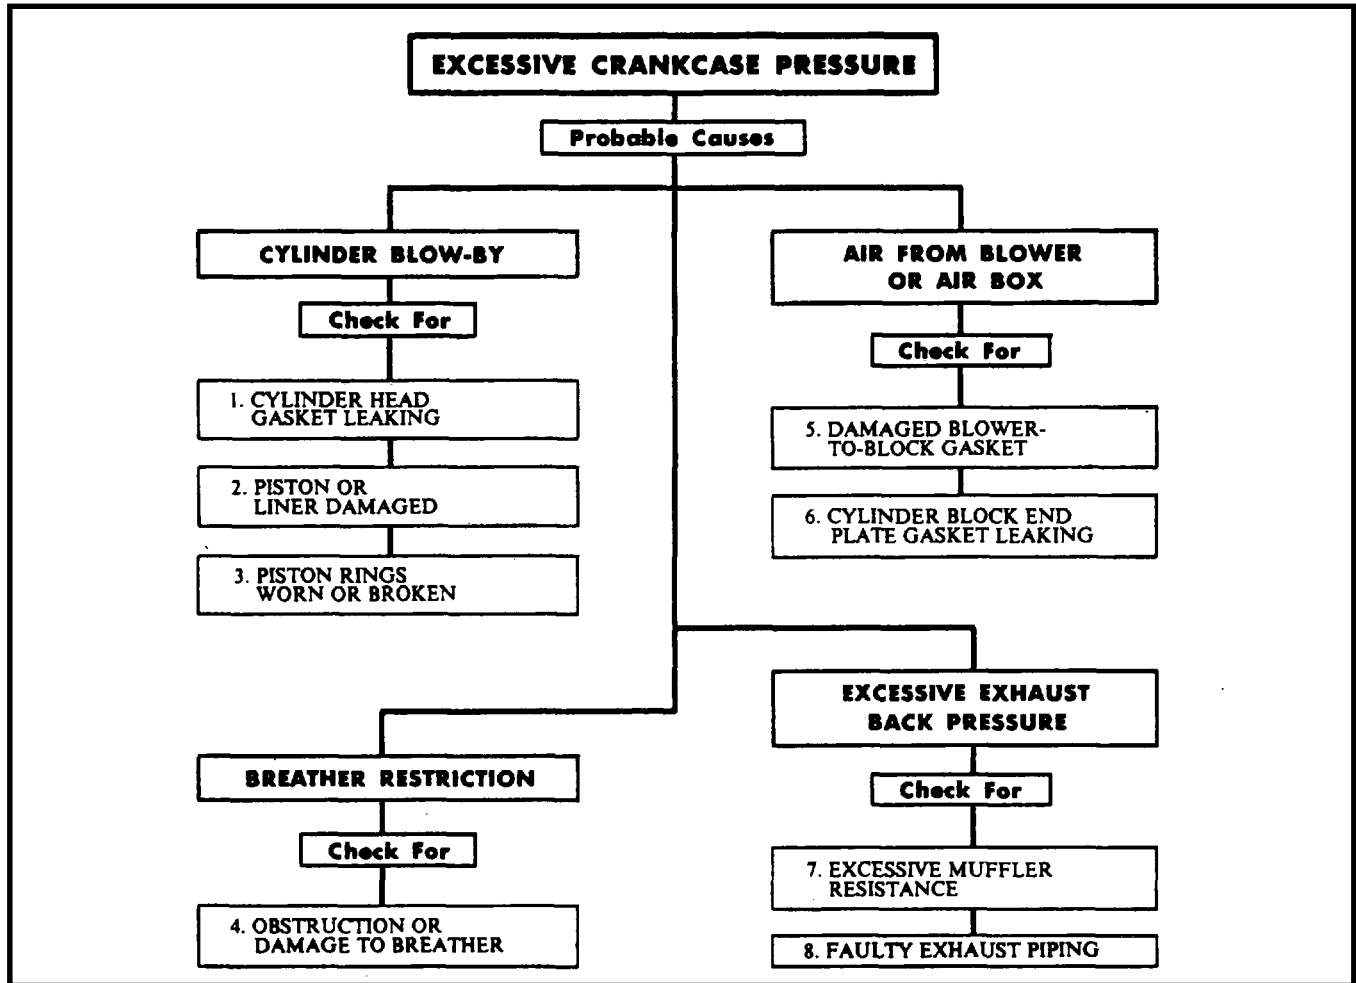 EXCESSIVE CRANKCASE PRESSURE
Probable Causes
CYLINDER BLOW-BY
Check For
1. CYLINDER HEAD
GASKET LEAKING
2. PISTON OR
LINER DAMAGED
3. PISTON RINGS
WORN OR BROKEN
AIR FROM BLOWER
OR AIR BOX
Check For
5. DAMAGED BLOWER-
TO-BLOCK GASKET
6. CYLINDER BLOCK END
PLATE GASKET LEAKING
BREATHER RESTRICTION
Check For
4. OBSTRUCTION OR
DAMAGE TO BREATHER
EXCESSIVE EXHAUST
BACK PRESSURE
Check For
7. EXCESSIVE MUFFLER
RESISTANCE
8. FAULTY EXHAUST PIPING